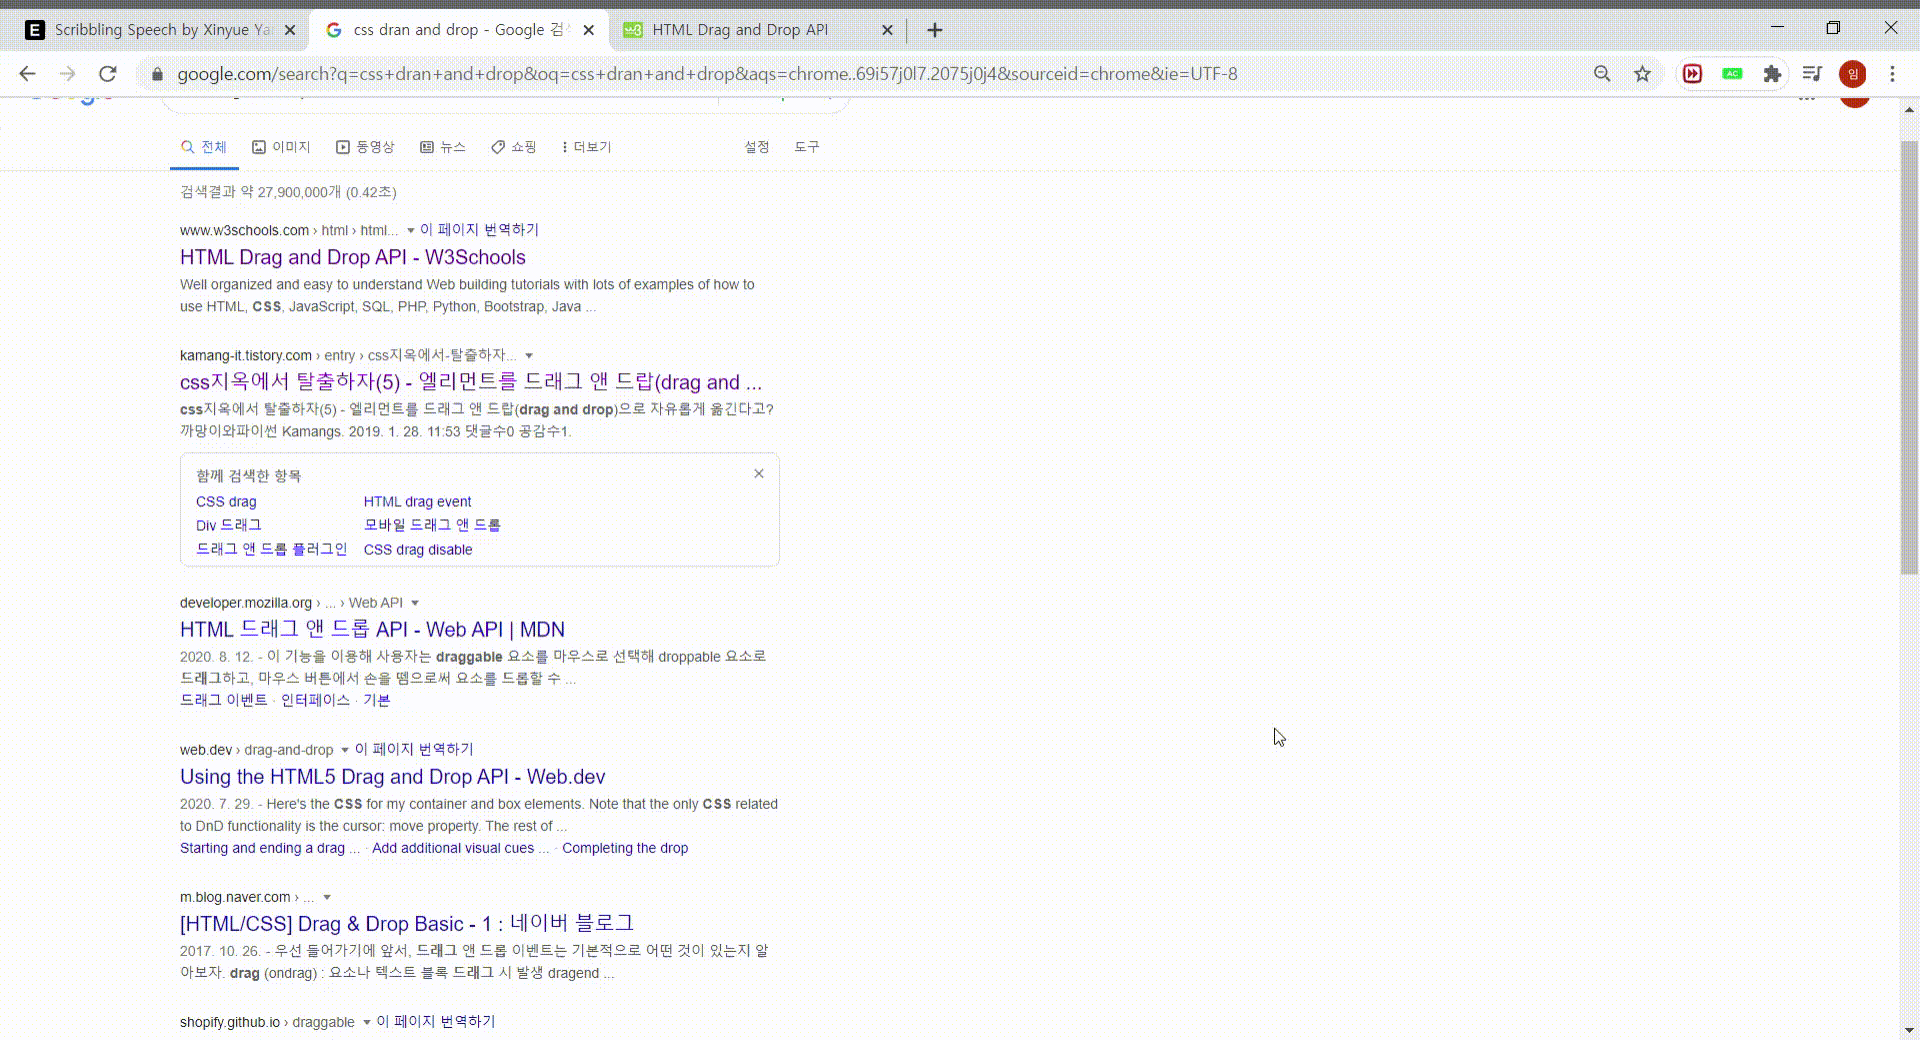 Scribbling Speech by Xinyue Ya
css dran and drop - Google 검
HTML Drag and Drop API
google.com/search?q=css+dran+and+drop&oq=css+dran+and+drop&aqs=chrome..69i57j0l7.2075j0j4&sourceid=chrome&ie=UTF-8
AC
임
전체 이미지 동영상 뉴스 쇼핑 더보기 설정 도구
검색결과 약 27,900,000개 (0.42초)
www.w3schools.com › html › html... 이 페이지 번역하기
HTML Drag and Drop API - W3Schools
Well organized and easy to understand Web building tutorials with lots of examples of how to
use HTML, CSS, JavaScript, SQL, PHP, Python, Bootstrap, Java ...
kamang-it.tistory.com › entry › css지옥에서-탈출하자...
css지옥에서 탈출하자(5) - 엘리먼트를 드래그 앤 드랍(drag and ...
css지옥에서 탈출하자(5) - 엘리먼트를 드래그 앤 드랍(drag and drop)으로 자유롭게 옮긴다고?
까망이와파이썬 Kamangs. 2019. 1. 28. 11:53 댓글수0 공감수1.
함께 검색한 항목
CSS drag HTML drag event
Div 드래그 모바일 드래그 앤 드롭
드래그 앤 드롭 플러그인 CSS drag disable
developer.mozilla.org › ... › Web API
HTML 드래그 앤 드롭 API - Web API | MDN
2020. 8. 12. - 이 기능을 이용해 사용자는 draggable 요소를 마우스로 선택해 droppable 요소로
드래그하고, 마우스 버튼에서 손을 뗌으로써 요소를 드롭할 수 ...
드래그 이벤트 · 인터페이스 · 기본
web.dev › drag-and-drop 이 페이지 번역하기
Using the HTML5 Drag and Drop API - Web.dev
2020. 7. 29. - Here's the CSS for my container and box elements. Note that the only CSS related
to DnD functionality is the cursor: move property. The rest of ...
Starting and ending a drag ... · Add additional visual cues ... · Completing the drop
m.blog.naver.com › ...
[HTML/CSS] Drag & Drop Basic - 1 : 네이버 블로그
2017. 10. 26. - 우선 들어가기에 앞서, 드래그 앤 드롭 이벤트는 기본적으로 어떤 것이 있는지 알
아보자. drag (ondrag) : 요소나 텍스트 블록 드래그 시 발생 dragend ...
shopify.github.io › draggable 이 페이지 번역하기